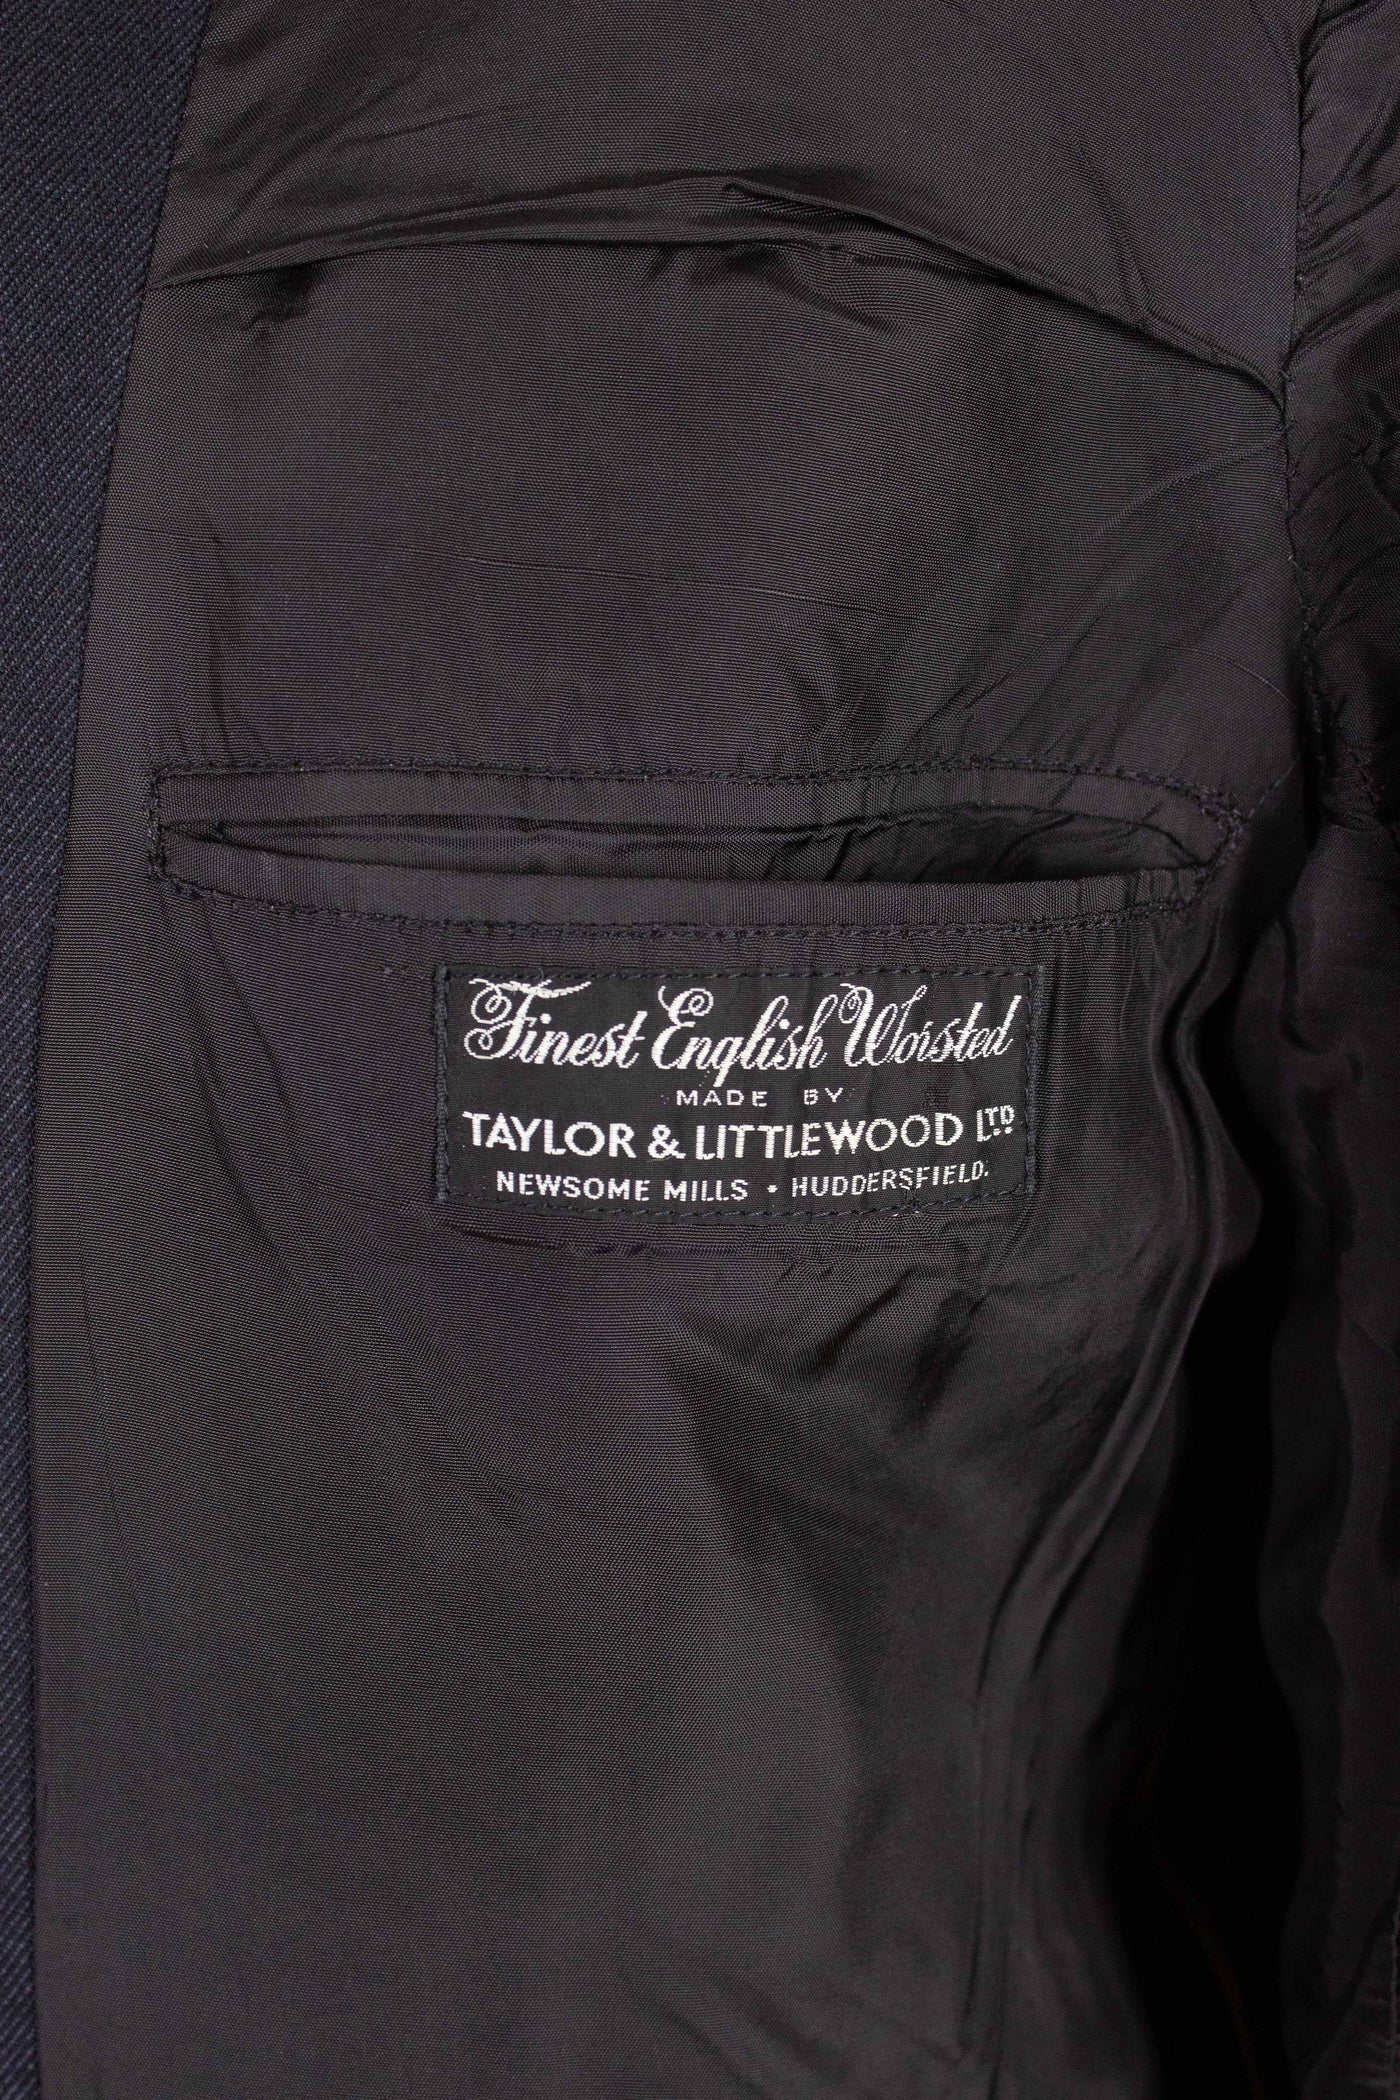 Finest English Worsted
MADE BY
TAYLOR & LITTLEWOOD LTD
NEWSOME MILLS • HUDDERSFIELD.